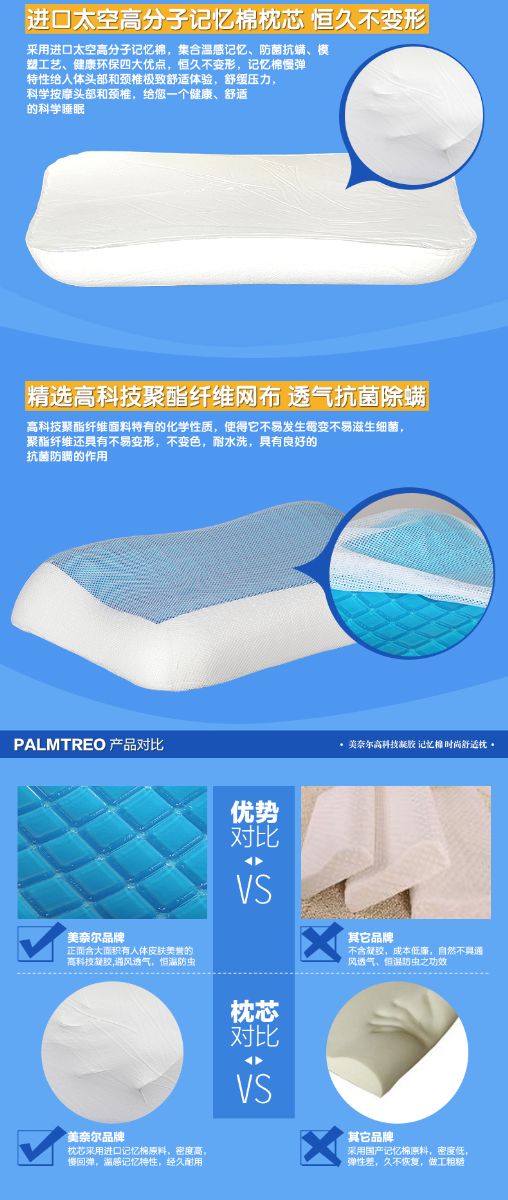 进口太空高分子记忆棉枕芯 恒久不变形
采用进口太空高分子记忆棉，集合温感记忆、防菌抗螨、模
塑工艺、健康环保四大优点，恒久不变形，记忆棉慢弹
特性给人体头部和颈椎极致舒适体验，舒缓压力，
科学按摩头部和颈椎，给您一个健康、舒适
的科学睡眠
精选高科技聚酯纤维网布 透气抗菌除螨
高科技聚酯纤维面料特有的化学性质，使得它不易发生霉变不易滋生细菌，
聚酯纤维还具有不易变形，不变色，耐水洗，具有良好的
抗菌防螨的作用
PALMTREO 产品对比
• 美奈尔高科技凝胶 记忆棉 时尚舒适枕 •
优势
对比
VS
美奈尔品牌
正面含大面积有人体皮肤美誉的
高科技凝胶,通风透气，恒温防虫
其它品牌
不含凝胶，成本低廉，自然不具通
风透气、恒温防虫之功效
枕芯
对比
VS
美奈尔品牌
枕芯采用进口记忆棉原料，密度高，
慢回弹，温感记忆特性，经久耐用
其它品牌
采用国产记忆棉原料，密度低，
弹性差，久不恢复，做工粗糙